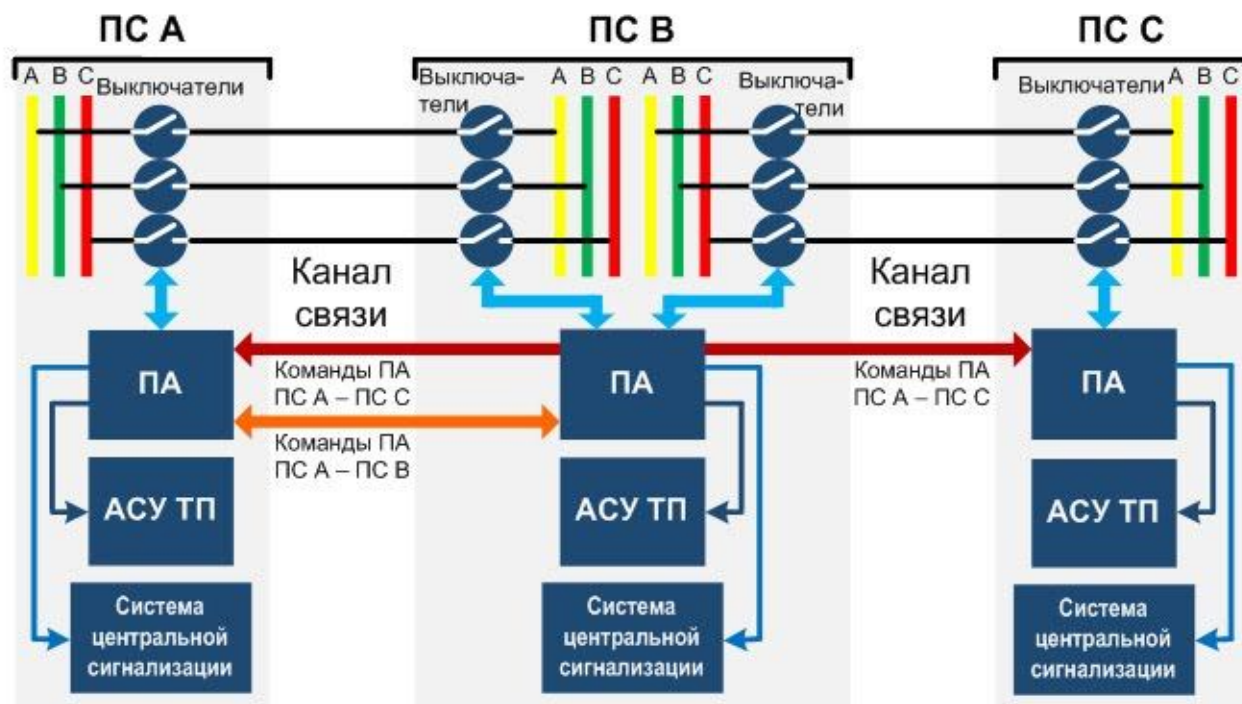 ПС А
ПС В
ПС С
А В С
Выключатели
Выключа-
тели
А В С
А В С
Выключа-
тели
Выключатели
А В С
Канал
связи
Канал
связи
ПА
Команды ПА
ПС А – ПС С
ПА
Команды ПА
ПС А – ПС С
ПА
Команды ПА
ПС А – ПС В
АСУ ТП
АСУ ТП
АСУ ТП
Система
центральной
сигнализации
Система
центральной
сигнализации
Система
центральной
сигнализации